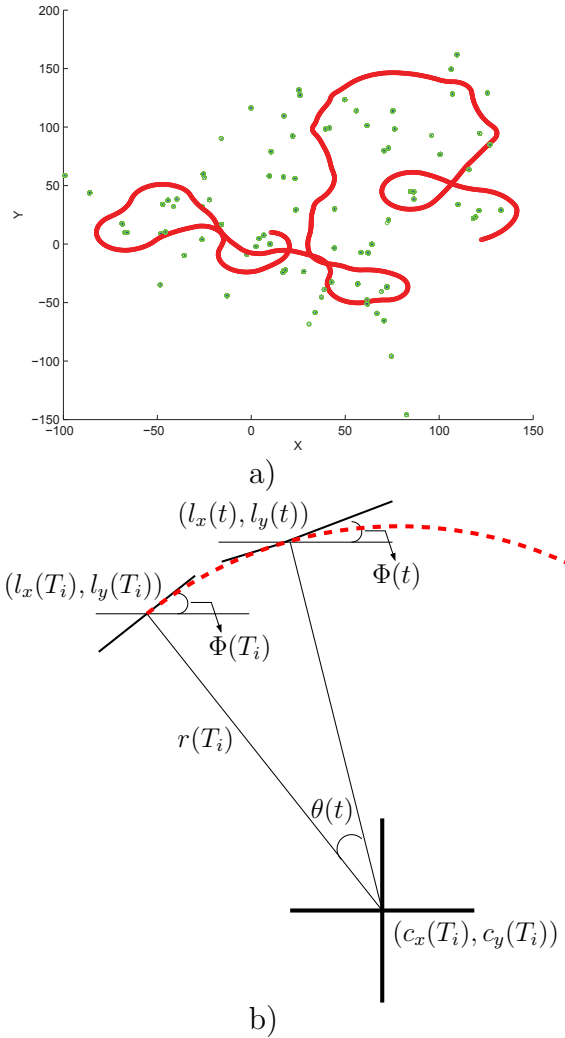 200
150
100
50
0
−50
−100
−150
Y
−100 −50 0 50 100 150
X
a)
(l_x(t), l_y(t))
Φ(t)
(l_x(T_i), l_y(T_i))
Φ(T_i)
r(T_i)
θ(t)
(c_x(T_i), c_y(T_i))
b)